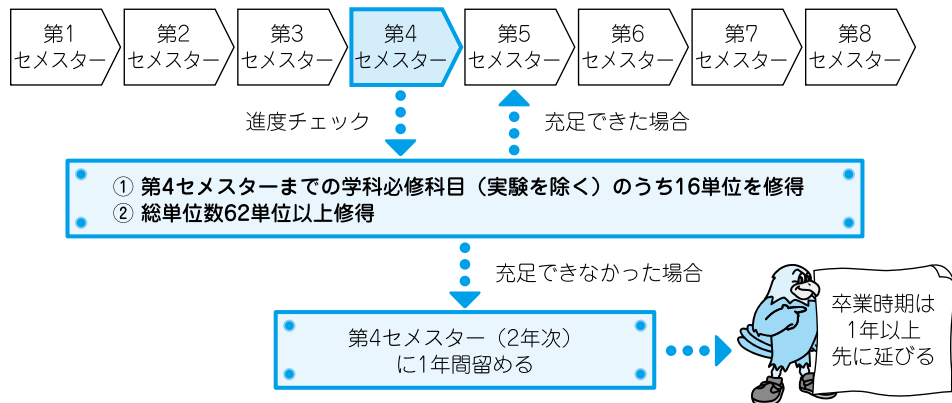 第1
セメスター
第2
セメスター
第3
セメスター
第4
セメスター
第5
セメスター
第6
セメスター
第7
セメスター
第8
セメスター
進度チェック
充足できた場合
① 第4セメスターまでの学科必修科目（実験を除く）のうち16単位を修得
② 総単位数62単位以上修得
充足できなかった場合
第4セメスター（2年次）
に1年間留める
卒業時期は
1年以上
先に延びる